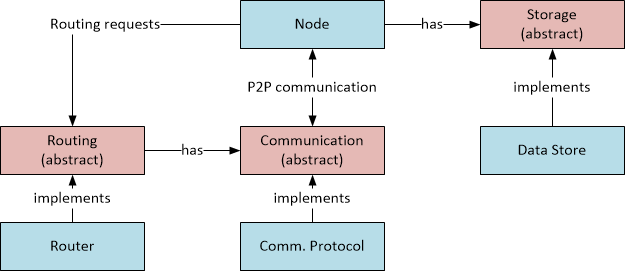 Routing requests
Node
has
Storage
(abstract)
P2P communication
implements
Routing
(abstract)
has
Communication
(abstract)
Data Store
implements
implements
Router
Comm. Protocol